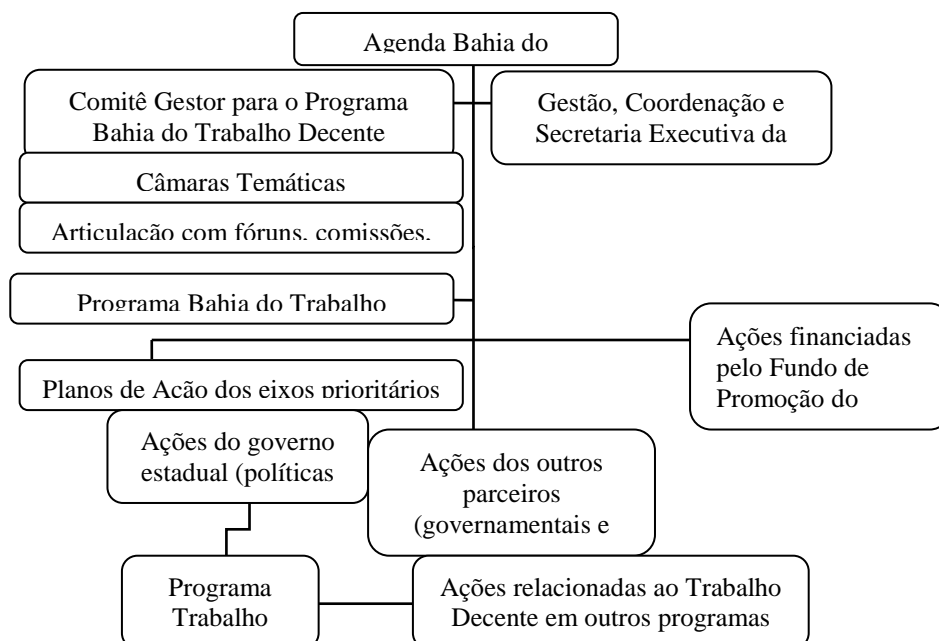 Agenda Bahia do
Comitê Gestor para o Programa
Bahia do Trabalho Decente
Gestão, Coordenação e
Secretaria Executiva da
Câmaras Temáticas
Articulação com fóruns, comissões,
Programa Bahia do Trabalho
Ações financiadas
pelo Fundo de
Promoção do
Planos de Ação dos eixos prioritários
Ações do governo
estadual (políticas
Ações dos outros
parceiros
(governamentais e
Programa
Trabalho
Ações relacionadas ao Trabalho
Decente em outros programas